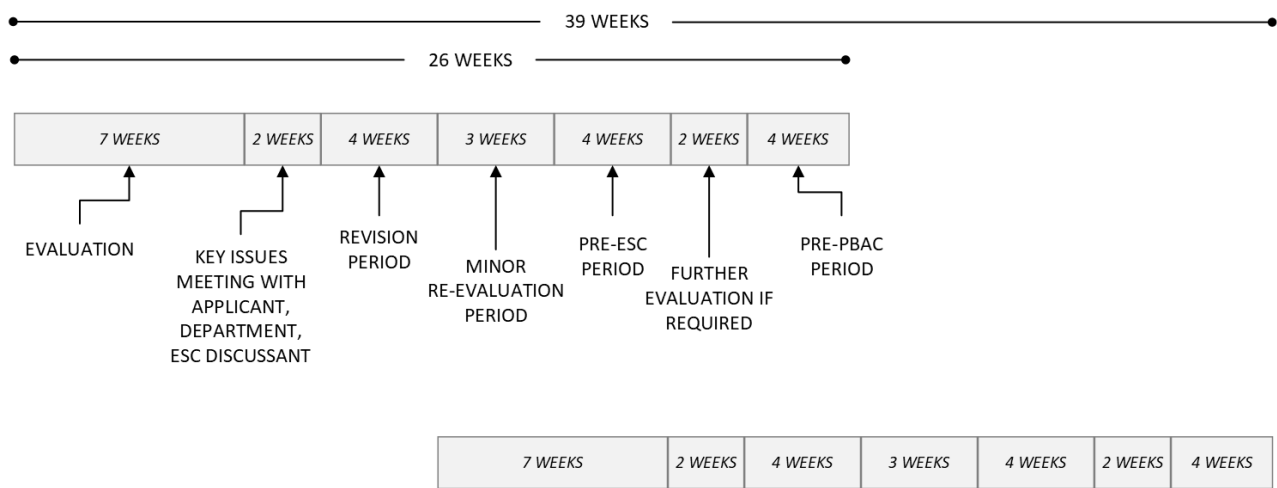 39 WEEKS
26 WEEKS
7 WEEKS
2 WEEKS
4 WEEKS
3 WEEKS
4 WEEKS
2 WEEKS
4 WEEKS
EVALUATION
KEY ISSUES
MEETING WITH
APPLICANT,
DEPARTMENT,
ESC DISCUSSANT
REVISION
PERIOD
MINOR
RE-EVALUATION
PERIOD
PRE-ESC
PERIOD
FURTHER
EVALUATION IF
REQUIRED
PRE-PBAC
PERIOD
7 WEEKS
2 WEEKS
4 WEEKS
3 WEEKS
4 WEEKS
2 WEEKS
4 WEEKS